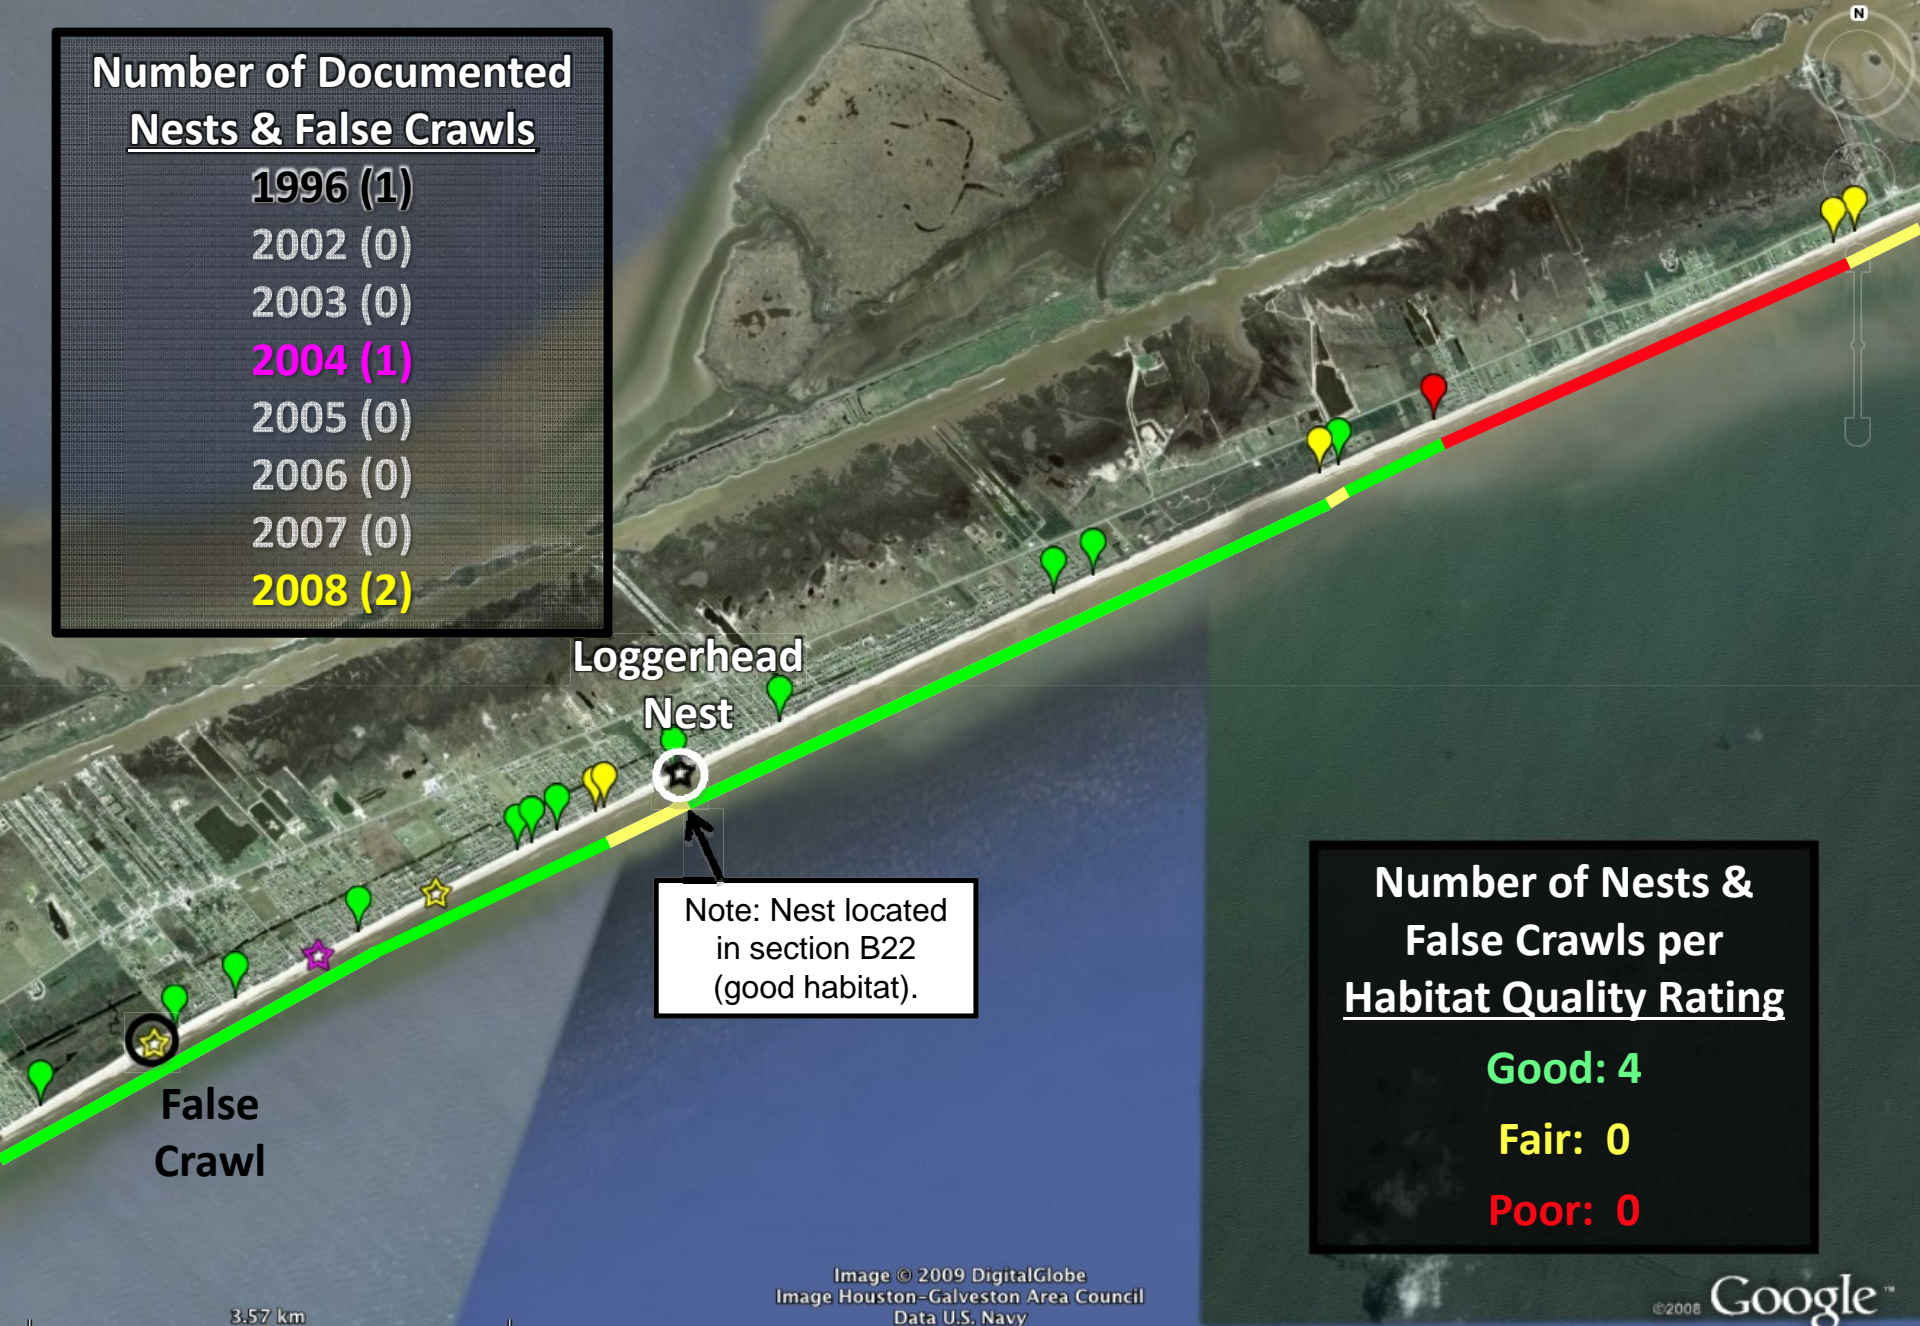 Number of Documented
Nests & False Crawls
1996 (1)
2002 (0)
2003 (0)
2004 (1)
2005 (0)
2006 (0)
2007 (0)
2008 (2)
N
Loggerhead
Nest
Note: Nest located
in section B22
(good habitat).
False
Crawl
Number of Nests &
False Crawls per
Habitat Quality Rating
Good: 4
Fair: 0
Poor: 0
Image © 2009 DigitalGlobe
Image Houston-Galveston Area Council
Data U.S. Navy
©2008 Google™
3.57 km